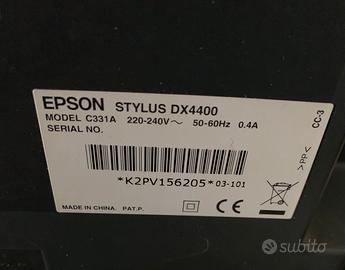 EPSON STYLUS DX4400
MODEL C331A 220-240V~ 50-60Hz 0.4A
SERIAL NO.
*K2PV156205*03-101
MADE IN CHINA. PAT.P.
CC-3
>PP<
subito